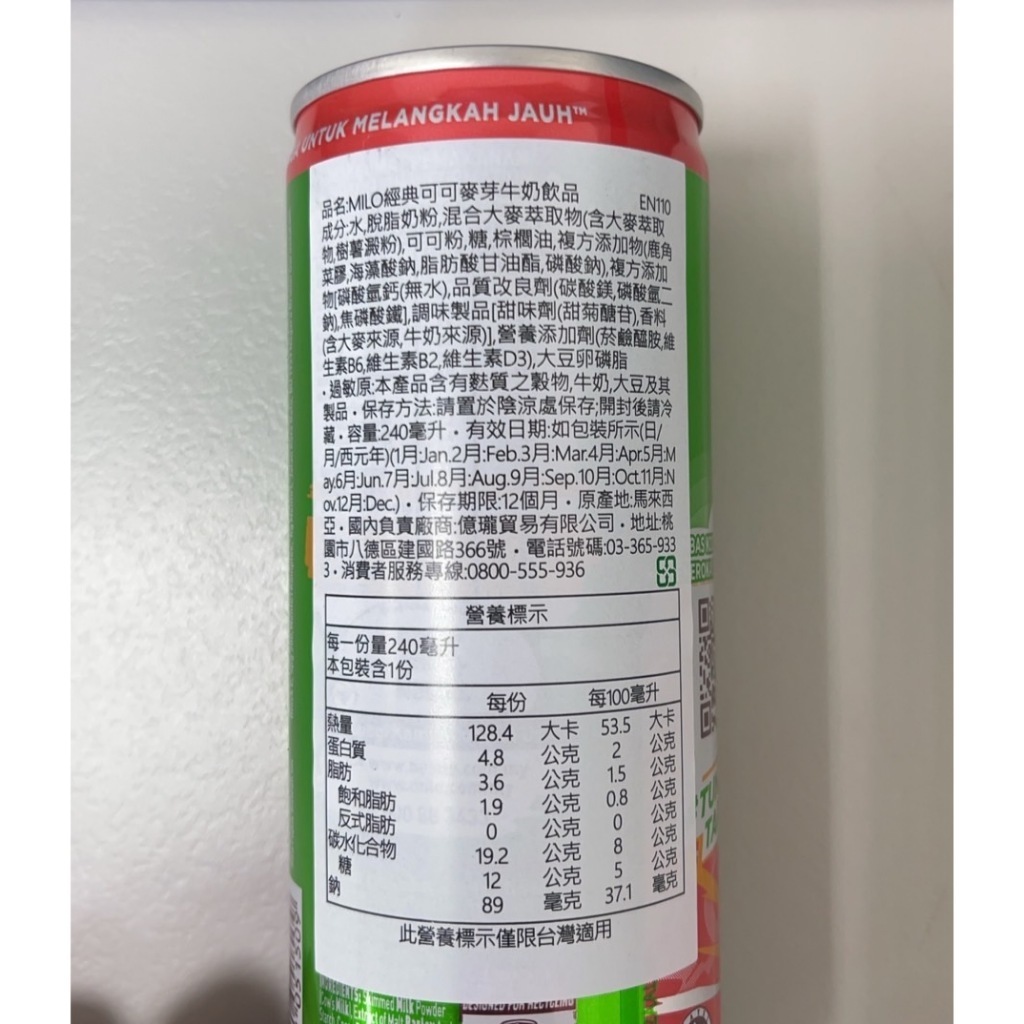 UNTUK MELANGKAH JAUH™
品名:MILO經典可可麥芽牛奶飲品 EN110
成分:水,脫脂奶粉,混合大麥萃取物(含大麥萃取
物,樹薯澱粉),可可粉,糖,棕櫚油,複方添加物(鹿角
菜膠,海藻酸鈉,脂肪酸甘油酯,磷酸鈉),複方添加
物[磷酸氫鈣(無水),品質改良劑(碳酸鎂,磷酸氫二
鈉),焦磷酸鐵],調味製品[甜味劑(甜菊醣苷),香料
(含大麥來源,牛奶來源)],營養添加劑(菸鹼醯胺,維
生素B6,維生素B2,維生素D3),大豆卵磷脂
・過敏原:本產品含有麩質之穀物,牛奶,大豆及其
製品・保存方法:請置於陰涼處保存;開封後請冷
藏・容量:240毫升・有效日期:如包裝所示(日/
月/西元年)(1月:Jan.2月:Feb.3月:Mar.4月:Apr.5月:M
ay.6月:Jun.7月:Jul.8月:Aug.9月:Sep.10月:Oct.11月:N
ov.12月:Dec.)・保存期限:12個月・原產地:馬來西
亞・國內負責廠商:億瓏貿易有限公司・地址:桃
園市八德區建國路366號・電話號碼:03-365-933
3・消費者服務專線:0800-555-936
營養標示
每一份量240毫升
本包裝含1份
每份 每100毫升
熱量 128.4 大卡 53.5 大卡
蛋白質 4.8 公克 2 公克
脂肪 3.6 公克 1.5 公克
飽和脂肪 1.9 公克 0.8 公克
反式脂肪 0 公克 0 公克
碳水化合物 19.2 公克 8 公克
糖 12 公克 5 公克
鈉 89 毫克 37.1 毫克
此營養標示僅限台灣適用
Skimmed Milk Powder
Extract of Malt
DESIGNED FOR RECYCLING